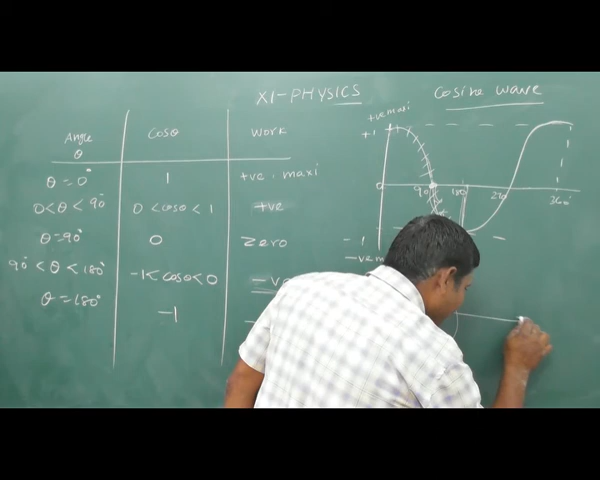 XI-PHYSICS
Cosine wave
Angle θ Cosθ Work
θ = 0° 1 +ve. maxi
0 < θ < 90° 0 < cosθ < 1 +ve
θ = 90° 0 Zero
90° < θ < 180° -1 < cosθ < 0 -ve
θ = 180° -1 -
+ve maxi
+1
0 90 180 270 360
-1
-ve m